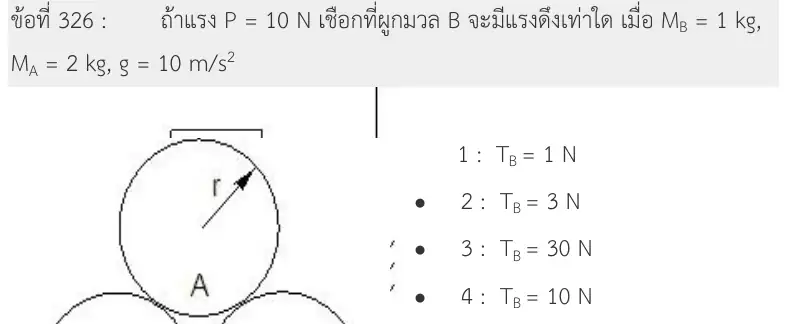 ข้อที่ 326 : ถ้าแรง P = 10 N เชือกที่ผูกมวล B จะมีแรงดึงเท่าใด เมื่อ M_B = 1 kg,
M_A = 2 kg, g = 10 m/s²
1 : T_B = 1 N
• 2 : T_B = 3 N
• 3 : T_B = 30 N
• 4 : T_B = 10 N
r
A